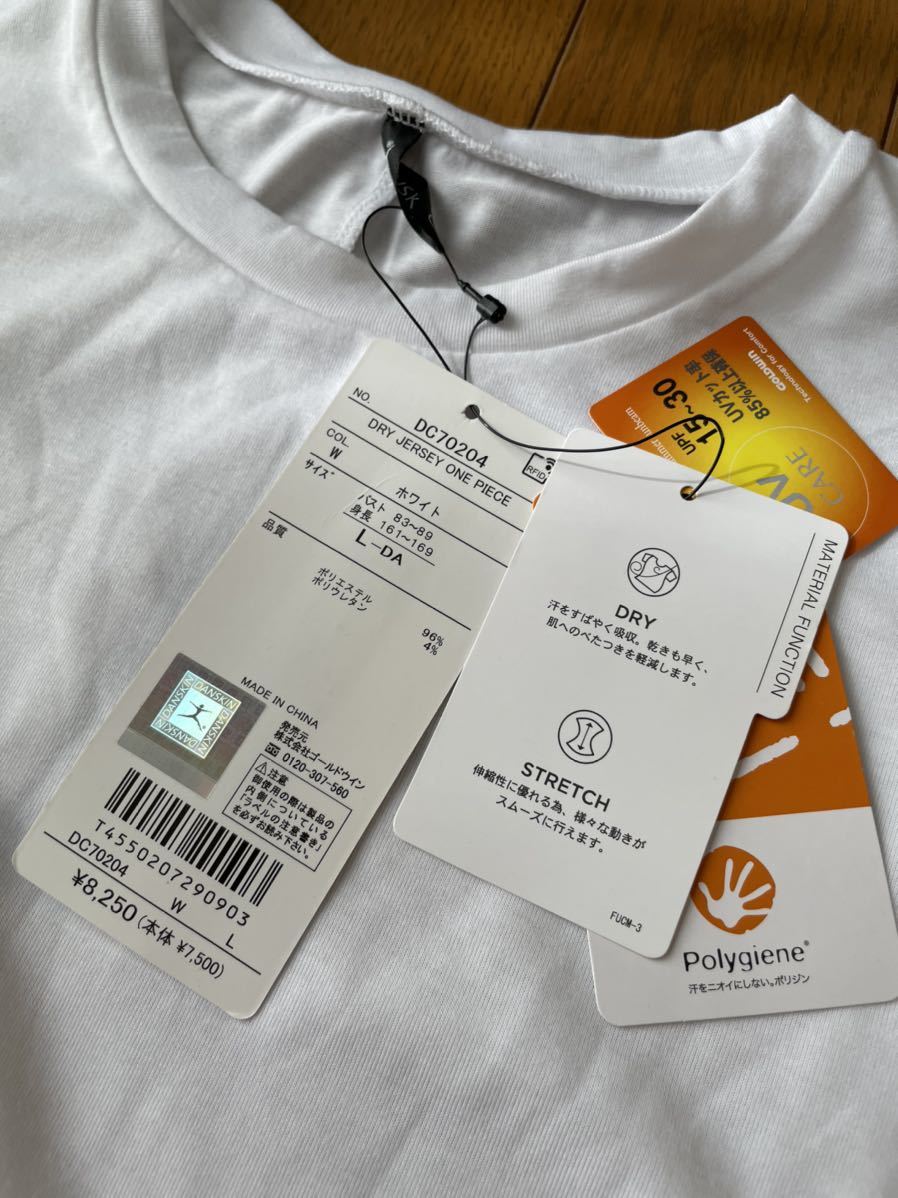 SK
NO.
DC70204
DRY JERSEY ONE PIECE
RFID
COL.
W
ホワイト
サイズ
バスト 83~89
身長 161~169
L-DA
品質
ポリエステル 96%
ポリウレタン 4%
MADE IN CHINA
発売元
株式会社ゴールドウイン
0120-307-560
注意
御使用の際は製品の
内側についている
「ラベルの注意書き」
を必ずお読み下さい。
DANSKIN
DANSKIN
DANSKIN
DANSKIN
T4550207290903
DC70204 W L
¥8,250(本体 ¥7,500)
MATERIAL FUNCTION
DRY
汗をすばやく吸収。乾きも早く、
肌へのべたつきを軽減します。
STRETCH
伸縮性に優れる為、様々な動きが
スムーズに行えます。
FUCM-3
GOLDWIN
Technology for Comfort
UPF
15~30
UVカット率
85%以上確保
UV
CARE
Polygiene®
汗をニオイにしない。ポリジン